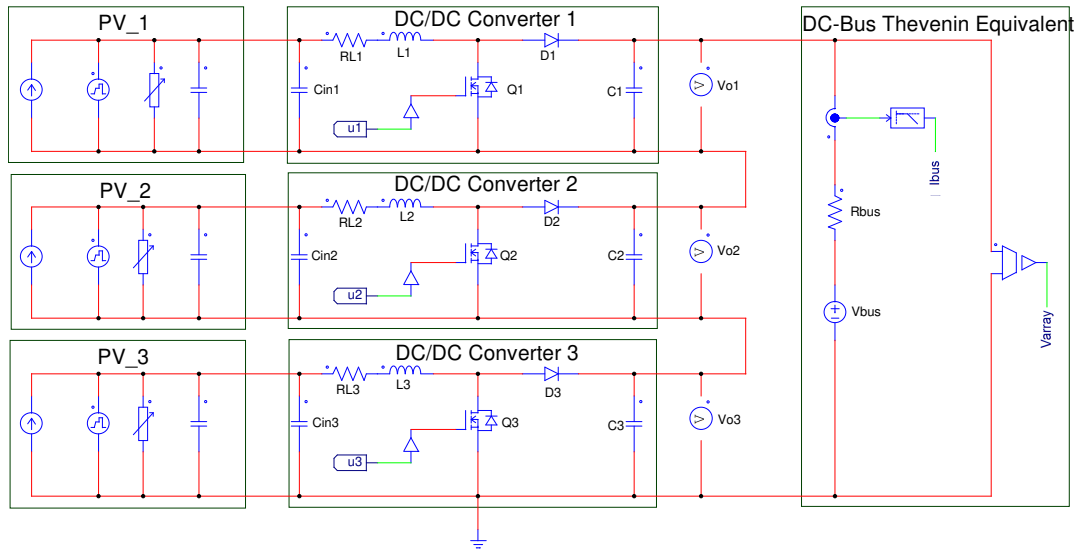 PV_1
DC/DC Converter 1
DC-Bus Thevenin Equivalent
RL1
L1
D1
Cin1
Q1
C1
Vo1
u1
Ibus
PV_2
DC/DC Converter 2
RL2
L2
D2
Cin2
Q2
C2
Vo2
u2
Rbus
Vbus
Varray
PV_3
DC/DC Converter 3
RL3
L3
D3
Cin3
Q3
C3
Vo3
u3
V
V
V